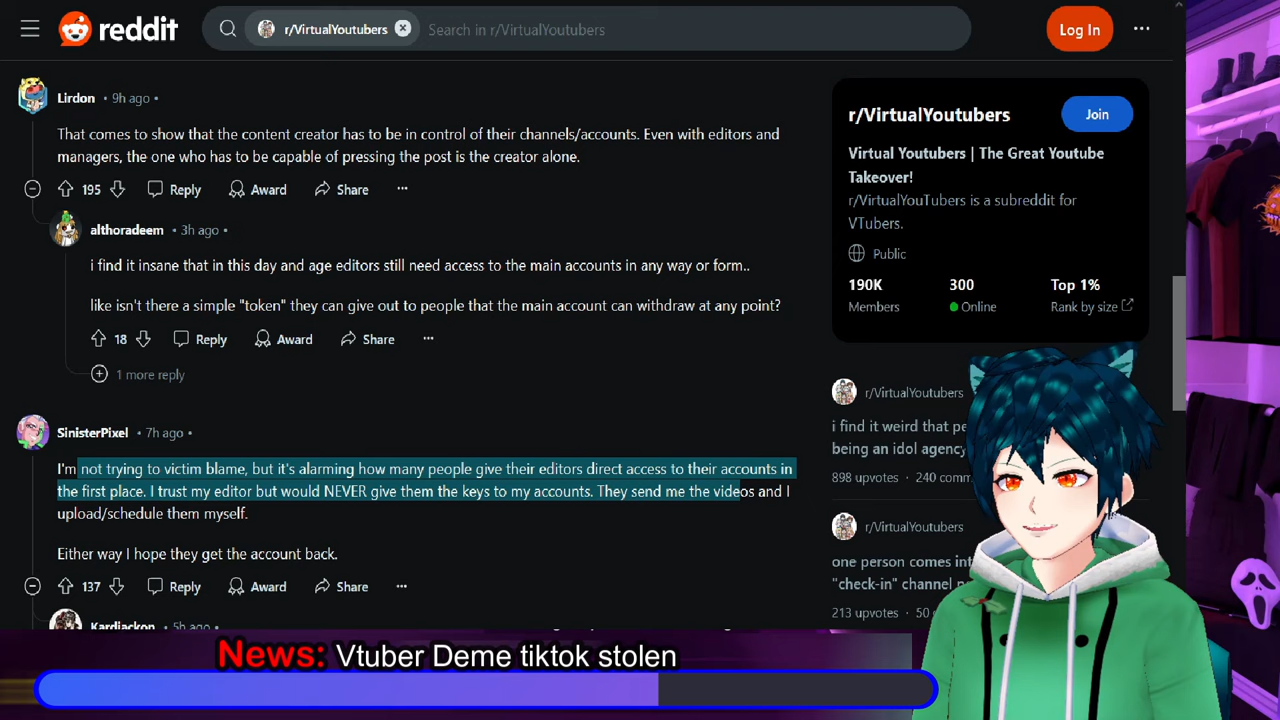 reddit
r/VirtualYoutubers
Search in r/VirtualYoutubers
Log In
Lirdon • 9h ago •
That comes to show that the content creator has to be in control of their channels/accounts. Even with editors and
managers, the one who has to be capable of pressing the post is the creator alone.
195 Reply Award Share
althoradeem • 3h ago •
i find it insane that in this day and age editors still need access to the main accounts in any way or form..
like isn't there a simple "token" they can give out to people that the main account can withdraw at any point?
18 Reply Award Share
1 more reply
SinisterPixel • 7h ago •
I'm not trying to victim blame, but it's alarming how many people give their editors direct access to their accounts in
the first place. I trust my editor but would NEVER give them the keys to my accounts. They send me the videos and I
upload/schedule them myself.
Either way I hope they get the account back.
137 Reply Award Share
Kardiackon • 5h ago •
r/VirtualYoutubers
Join
Virtual Youtubers | The Great Youtube
Takeover!
r/VirtualYouTubers is a subreddit for
VTubers.
Public
190K 300 Top 1%
Members Online Rank by size
r/VirtualYoutubers
i find it weird that pe
being an idol agency
898 upvotes • 240 comm
r/VirtualYoutubers
one person comes int
"check-in" channel
213 upvotes • 50
News: Vtuber Deme tiktok stolen